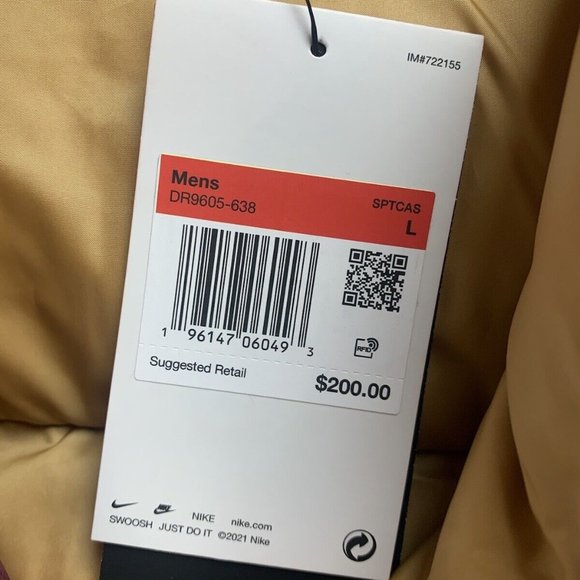 IM#722155
Mens
DR9605-638 SPTCAS
L
1 96147 06049 3
RFID
Suggested Retail $200.00
NIKE nike.com
SWOOSH JUST DO IT ©2021 Nike